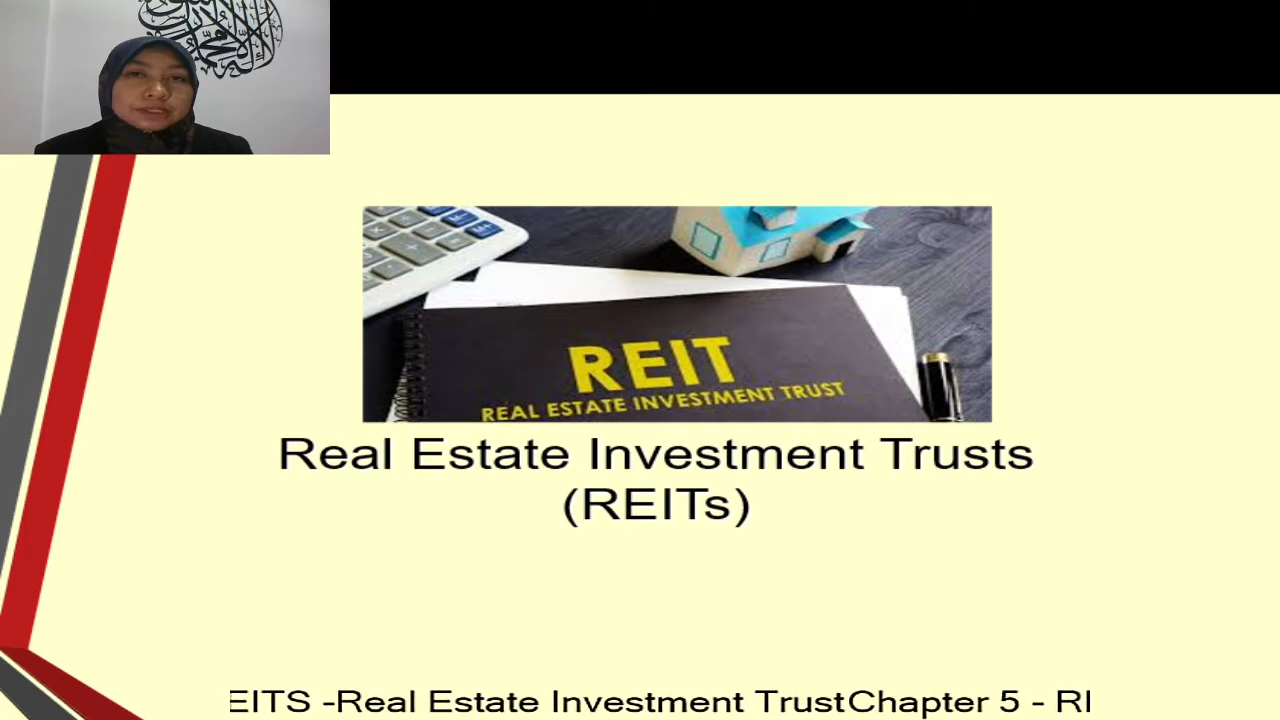 REIT
REAL ESTATE INVESTMENT TRUST
Real Estate Investment Trusts
(REITs)
EITS -Real Estate Investment TrustChapter 5 - RI